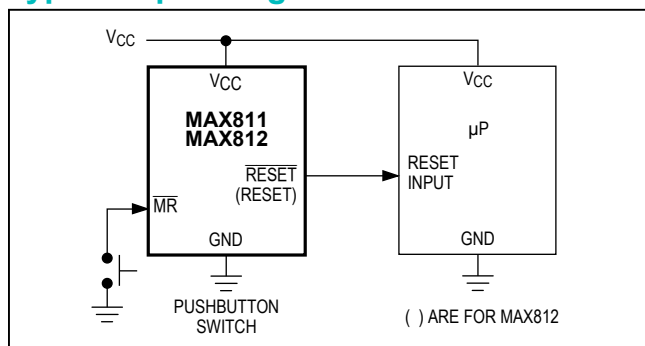 VCC
VCC
MAX811
MAX812
RESET
(RESET)
MR
GND
PUSHBUTTON
SWITCH
VCC
µP
RESET
INPUT
GND
( ) ARE FOR MAX812